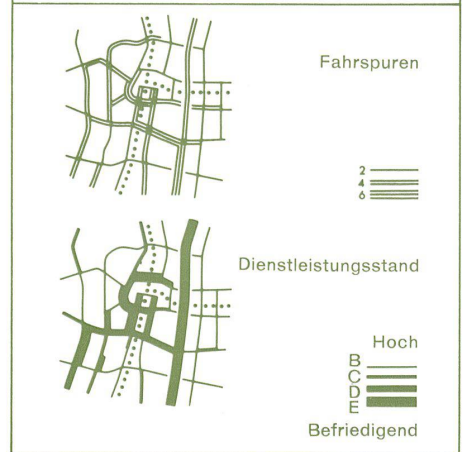 Fahrspuren
2
4
6
Dienstleistungsstand
Hoch
B
C
D
E
Befriedigend